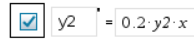 y2 = 0.2·y2·x